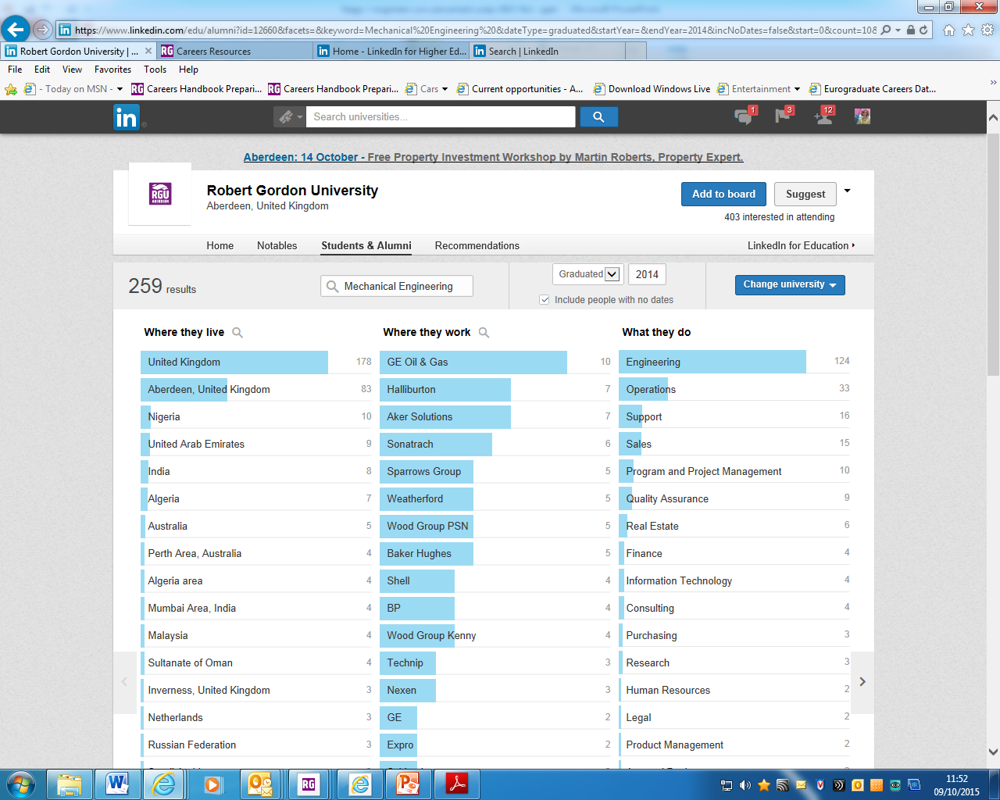 https://www.linkedin.com/edu/alumni?id=12660&facets=&keyword=Mechanical%20Engineering%20&dateType=graduated&startYear=&endYear=2014&incNoDates=false&start=0&count=10&
Robert Gordon University | ...
Careers Resources
Home - LinkedIn for Higher Ed...
Search | LinkedIn
File Edit View Favorites Tools Help
- Today on MSN -
Careers Handbook Prepari...
Careers Handbook Prepari...
Cars
Current opportunities - A...
Download Windows Live
Entertainment
Eurograduate Careers Dat...
in
Search universities...
1
3
12
Aberdeen: 14 October - Free Property Investment Workshop by Martin Roberts, Property Expert.
RGU
ABERDEEN
Robert Gordon University
Aberdeen, United Kingdom
Add to board
Suggest
403 interested in attending
Home
Notables
Students & Alumni
Recommendations
LinkedIn for Education
259 results
Mechanical Engineering
Graduated
2014
Include people with no dates
Change university
Where they live
United Kingdom 178
Aberdeen, United Kingdom 83
Nigeria 10
United Arab Emirates 9
India 8
Algeria 7
Australia 5
Perth Area, Australia 4
Algeria area 4
Mumbai Area, India 4
Malaysia 4
Sultanate of Oman 4
Inverness, United Kingdom 3
Netherlands 3
Russian Federation 3
Where they work
GE Oil & Gas 10
Halliburton 7
Aker Solutions 7
Sonatrach 6
Sparrows Group 5
Weatherford 5
Wood Group PSN 5
Baker Hughes 5
Shell 4
BP 4
Wood Group Kenny 4
Technip 3
Nexen 3
GE 2
Expro 2
What they do
Engineering 124
Operations 33
Support 16
Sales 15
Program and Project Management 10
Quality Assurance 9
Real Estate 6
Finance 4
Information Technology 4
Consulting 4
Purchasing 3
Research 3
Human Resources 2
Legal 2
Product Management 2
11:52
09/10/2015